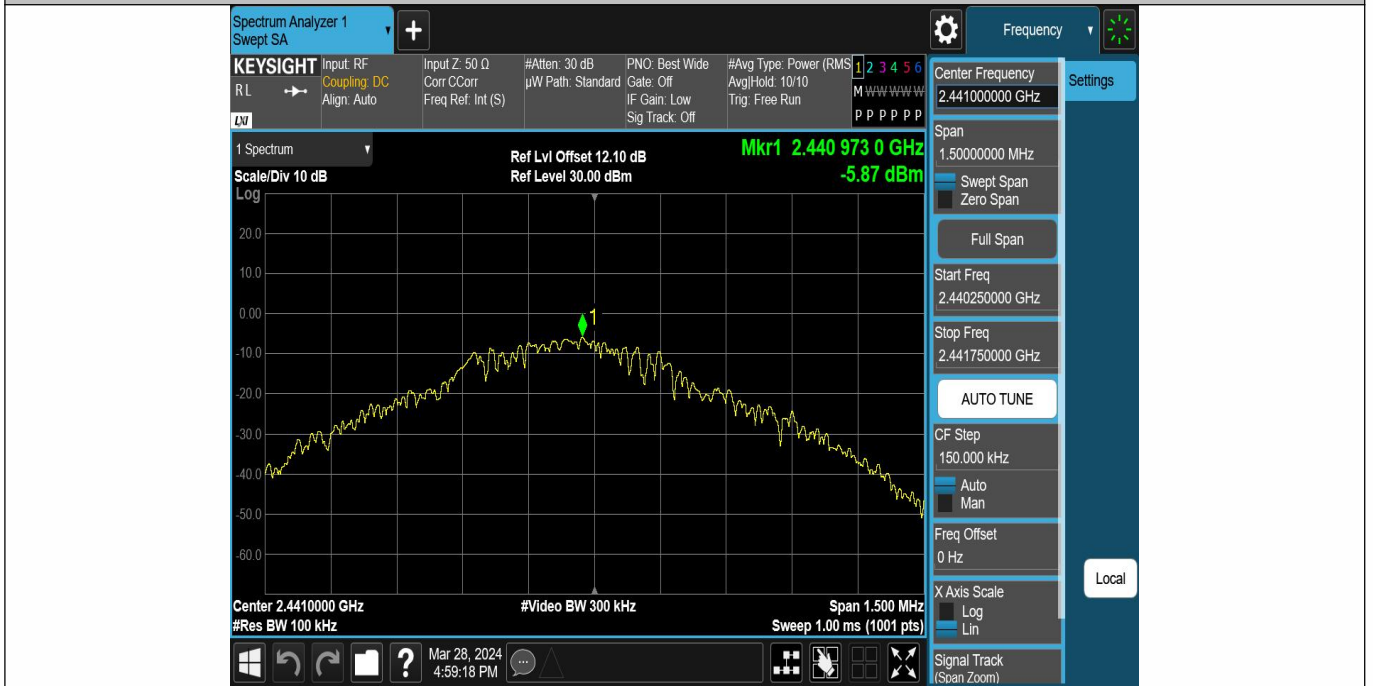 Spectrum Analyzer 1
Swept SA
+
Frequency
KEYSIGHT
RL
LXI
Input: RF
Coupling: DC
Align: Auto
Input Z: 50 Ω
Corr CCorr
Freq Ref: Int (S)
#Atten: 30 dB
µW Path: Standard
PNO: Best Wide
Gate: Off
IF Gain: Low
Sig Track: Off
#Avg Type: Power (RMS
Avg|Hold: 10/10
Trig: Free Run
1 2 3 4 5 6
M W W W W W
P P P P P P
1 Spectrum
Scale/Div 10 dB
Log
Ref Lvl Offset 12.10 dB
Ref Level 30.00 dBm
Mkr1 2.440 973 0 GHz
-5.87 dBm
20.0
10.0
0.00
-10.0
-20.0
-30.0
-40.0
-50.0
-60.0
1
Center 2.4410000 GHz
#Res BW 100 kHz
#Video BW 300 kHz
Span 1.500 MHz
Sweep 1.00 ms (1001 pts)
?
Mar 28, 2024
4:59:18 PM
Center Frequency
2.441000000 GHz
Settings
Span
1.50000000 MHz
Swept Span
Zero Span
Full Span
Start Freq
2.440250000 GHz
Stop Freq
2.441750000 GHz
AUTO TUNE
CF Step
150.000 kHz
Auto
Man
Freq Offset
0 Hz
Local
X Axis Scale
Log
Lin
Signal Track
(Span Zoom)